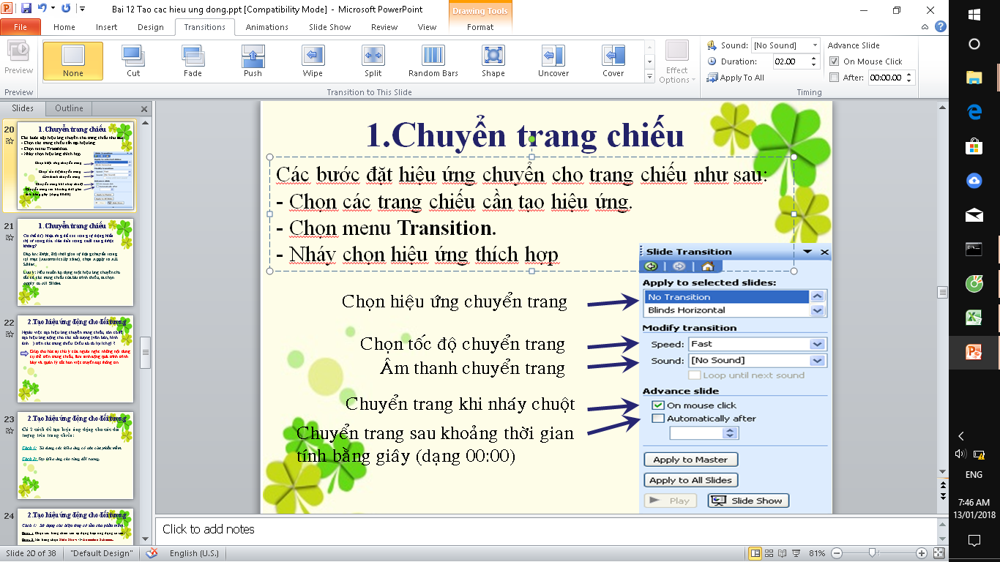 Bai 12 Tao cac hieu ung dong.ppt [Compatibility Mode] - Microsoft PowerPoint
Drawing Tools
File Home Insert Design Transitions Animations Slide Show Review View Format
Preview
None Cut Fade Push Wipe Split Random Bars Shape Uncover Cover
Effect Options
Sound: [No Sound]
Duration: 02.00
Apply To All
Advance Slide
On Mouse Click
After: 00:00.00
Preview Transition to This Slide Timing
Slides Outline
20
1.Chuyển trang chiếu
21
1.Chuyển trang chiếu
22
2.Tạo hiệu ứng động cho đối tượng
23
2.Tạo hiệu ứng động cho đối tượng
24
2.Tạo hiệu ứng động cho đối tượng
1.Chuyển trang chiếu
Các bước đặt hiệu ứng chuyển cho trang chiếu như sau:
- Chọn các trang chiếu cần tạo hiệu ứng.
- Chọn menu Transition.
- Nháy chọn hiệu ứng thích hợp
Chọn hiệu ứng chuyển trang
Chọn tốc độ chuyển trang
Âm thanh chuyển trang
Chuyển trang khi nháy chuột
Chuyển trang sau khoảng thời gian
tính bằng giây (dạng 00:00)
Slide Transition
Apply to selected slides:
No Transition
Blinds Horizontal
Modify transition
Speed: Fast
Sound: [No Sound]
Loop until next sound
Advance slide
On mouse click
Automatically after
Apply to Master
Apply to All Slides
Play Slide Show
Click to add notes
Slide 20 of 38 "Default Design" English (U.S.) 81%
ENG
7:46 AM
13/01/2018